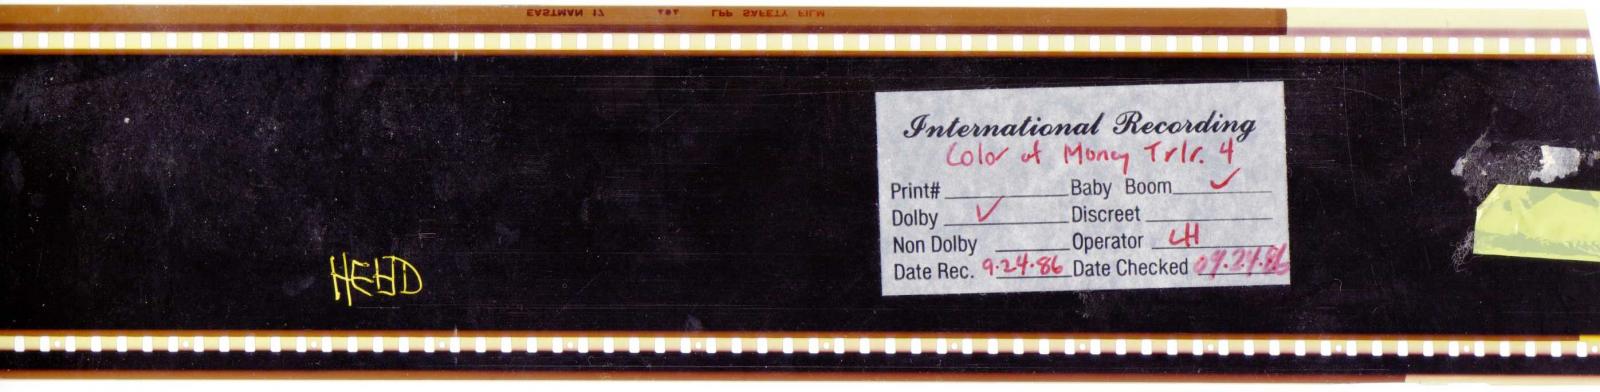 EASTMAN 17 LPP SAFETY FILM
International Recording
Color of Money Trlr. 4
Print# Baby Boom ✓
Dolby ✓ Discreet
Non Dolby Operator LH
Date Rec. 9.24.86 Date Checked 09.24.86
HEAD